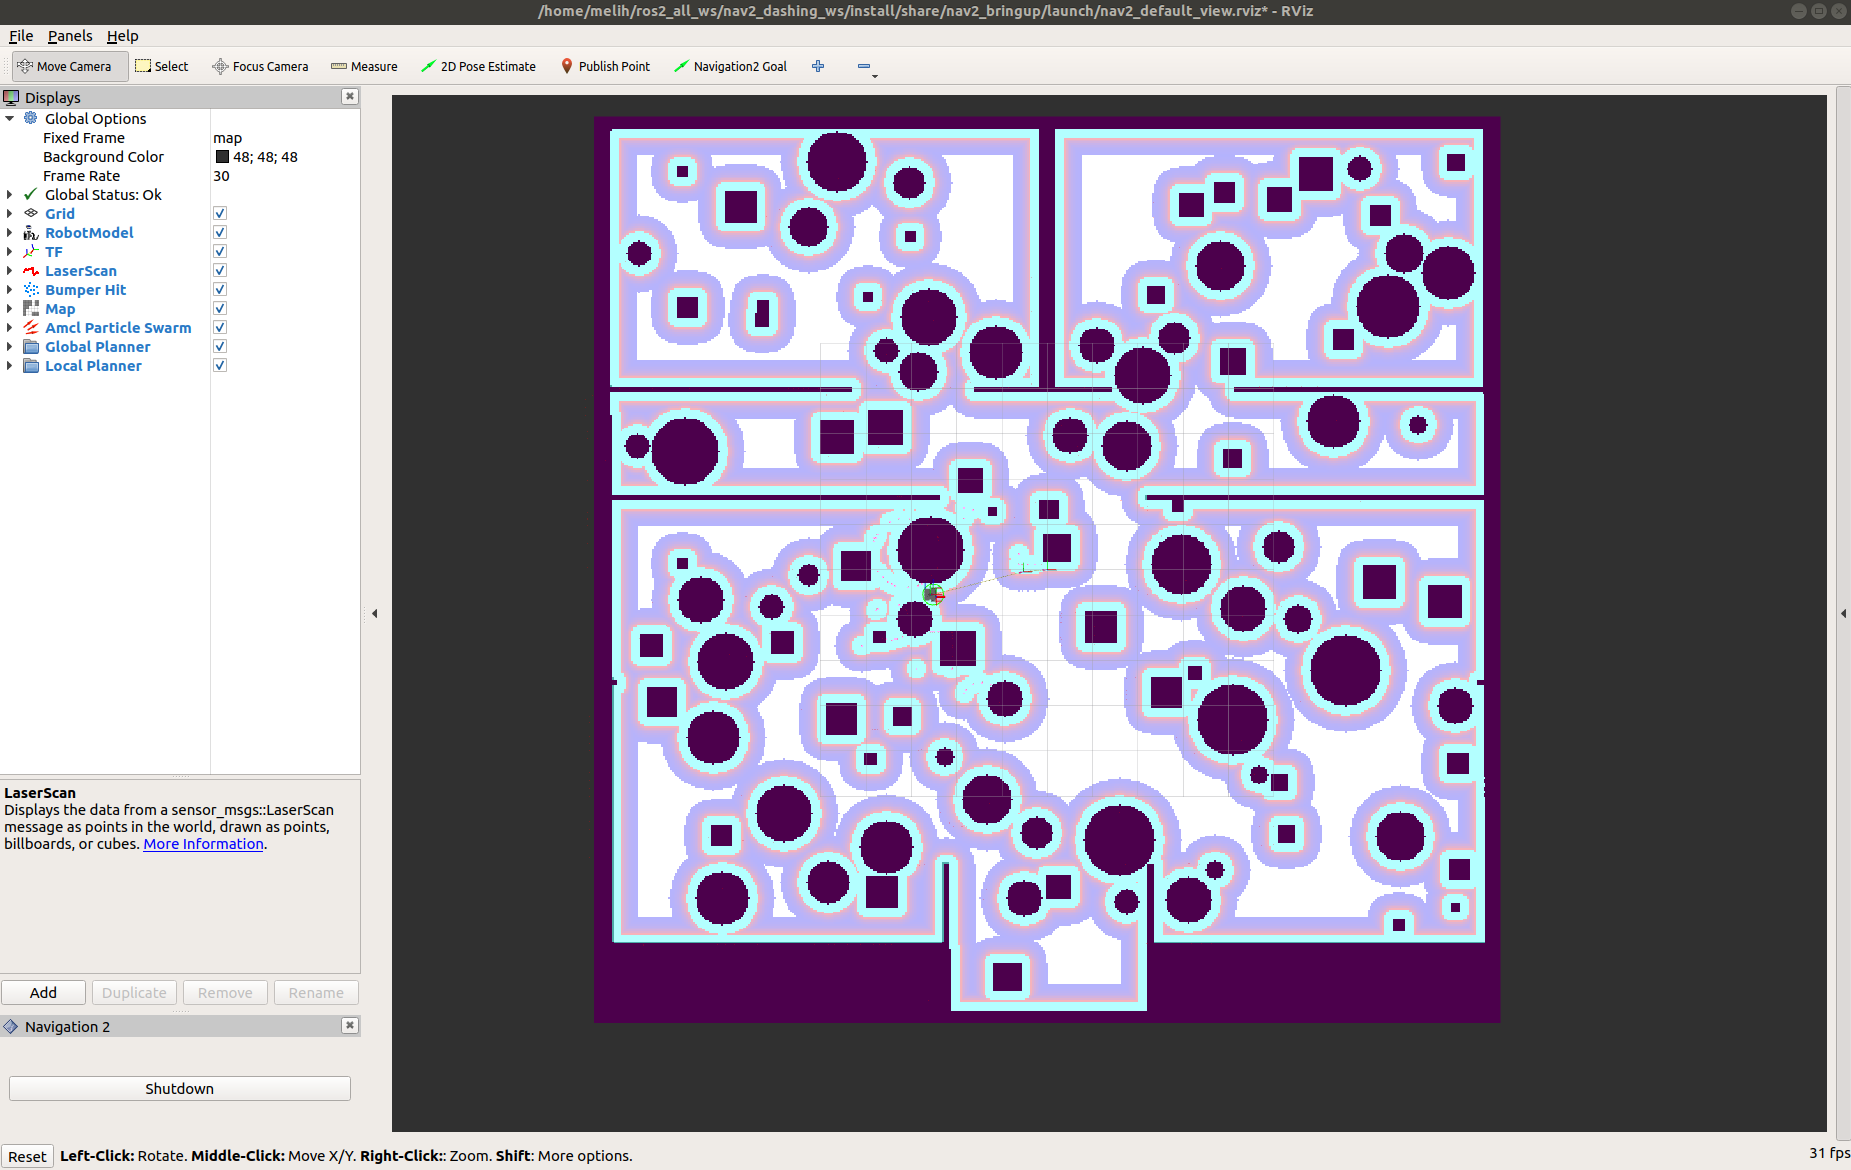 /home/melih/ros2_all_ws/nav2_dashing_ws/install/share/nav2_bringup/launch/nav2_default_view.rviz* - RViz
File Panels Help
Move Camera Select Focus Camera Measure 2D Pose Estimate Publish Point Navigation2 Goal
Displays
Global Options
Fixed Frame map
Background Color 48; 48; 48
Frame Rate 30
Global Status: Ok
Grid
RobotModel
TF
LaserScan
Bumper Hit
Map
Amcl Particle Swarm
Global Planner
Local Planner
LaserScan
Displays the data from a sensor_msgs::LaserScan
message as points in the world, drawn as points,
billboards, or cubes. More Information.
Add Duplicate Remove Rename
Navigation 2
Shutdown
Reset Left-Click: Rotate. Middle-Click: Move X/Y. Right-Click:: Zoom. Shift: More options. 31 fps